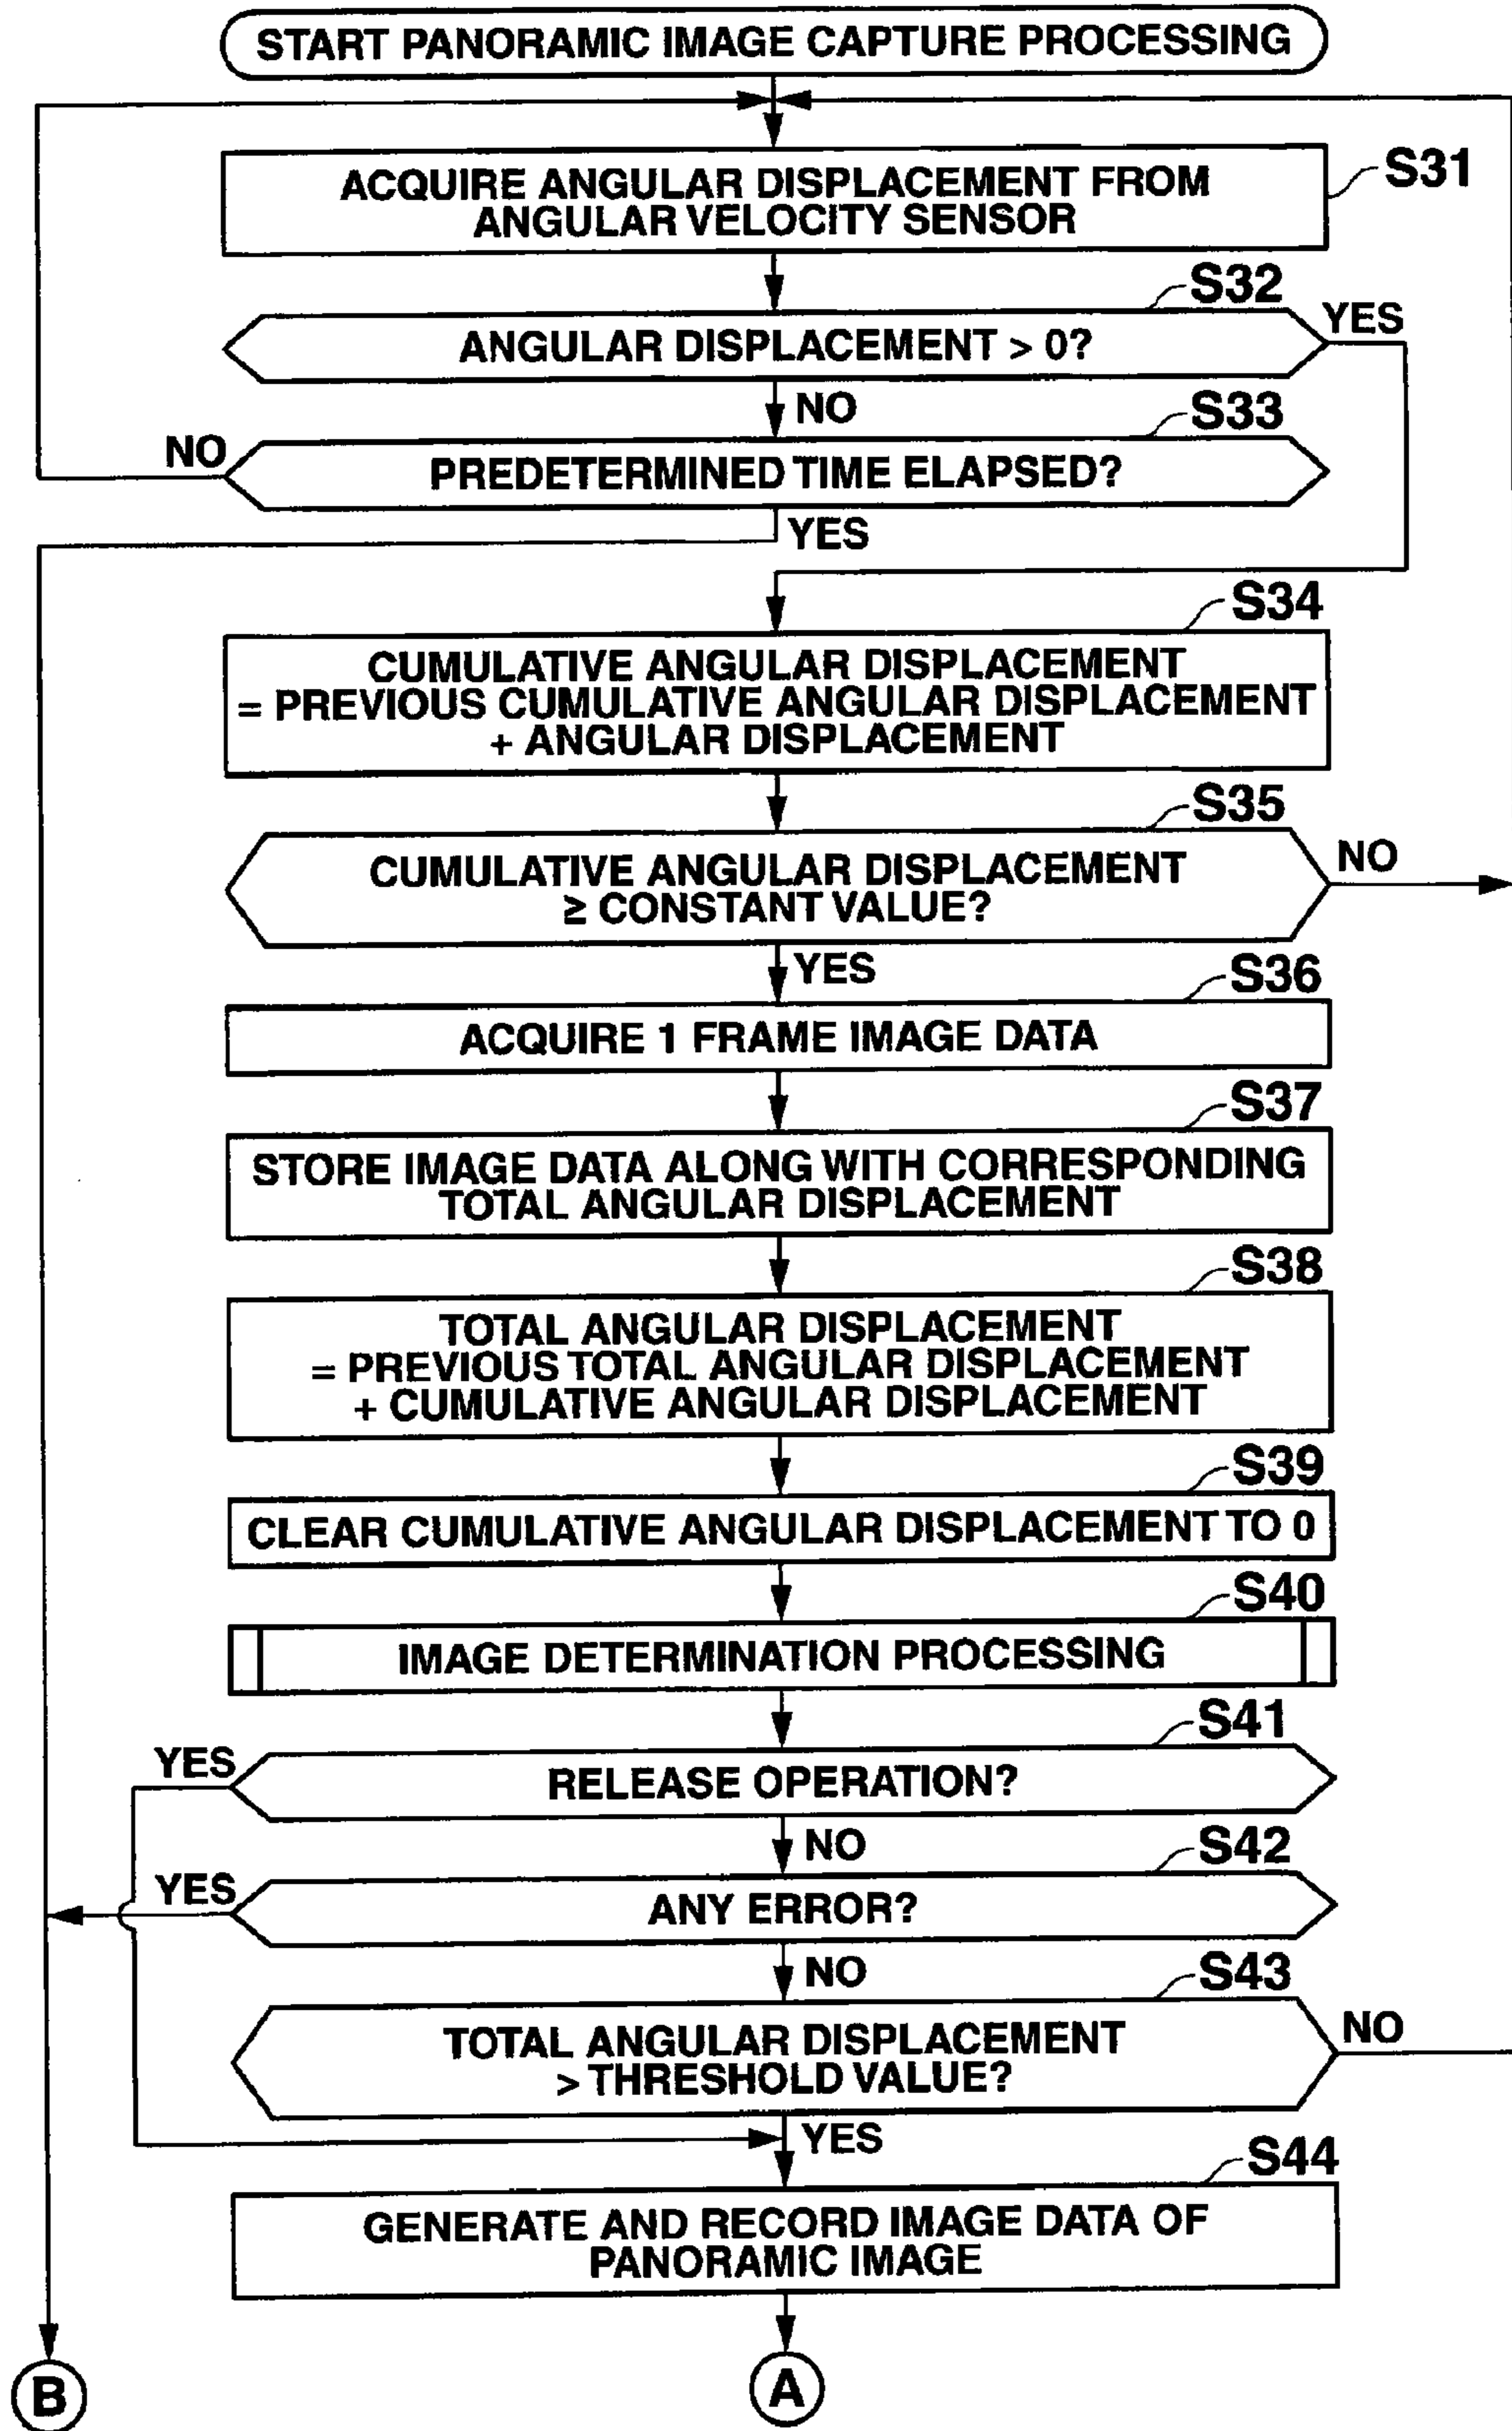 START PANORAMIC IMAGE CAPTURE PROCESSING
S31
ACQUIRE ANGULAR DISPLACEMENT FROM
ANGULAR VELOCITY SENSOR
S32
YES
ANGULAR DISPLACEMENT > 0?
NO
S33
NO
PREDETERMINED TIME ELAPSED?
YES
S34
CUMULATIVE ANGULAR DISPLACEMENT
= PREVIOUS CUMULATIVE ANGULAR DISPLACEMENT
+ ANGULAR DISPLACEMENT
S35
NO
CUMULATIVE ANGULAR DISPLACEMENT
≥ CONSTANT VALUE?
YES
S36
ACQUIRE 1 FRAME IMAGE DATA
S37
STORE IMAGE DATA ALONG WITH CORRESPONDING
TOTAL ANGULAR DISPLACEMENT
S38
TOTAL ANGULAR DISPLACEMENT
= PREVIOUS TOTAL ANGULAR DISPLACEMENT
+ CUMULATIVE ANGULAR DISPLACEMENT
S39
CLEAR CUMULATIVE ANGULAR DISPLACEMENT TO 0
S40
IMAGE DETERMINATION PROCESSING
S41
YES
RELEASE OPERATION?
NO
S42
YES
ANY ERROR?
NO
S43
NO
TOTAL ANGULAR DISPLACEMENT
> THRESHOLD VALUE?
YES
S44
GENERATE AND RECORD IMAGE DATA OF
PANORAMIC IMAGE
B
A